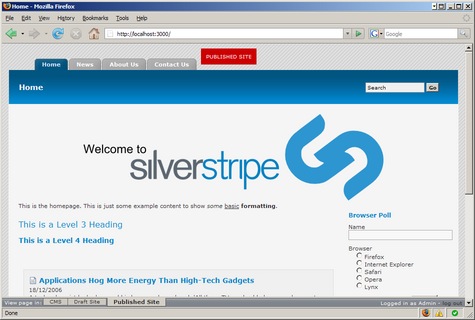 Home - Mozilla Firefox
File Edit View History Bookmarks Tools Help
http://localhost:3000/
Google
Home News About Us Contact Us PUBLISHED SITE
Home
Search Go
Welcome to
silverstripe
This is the homepage. This is just some example content to show some basic formatting.
This is a Level 3 Heading
This is a Level 4 Heading
Browser Poll
Name
Browser
Firefox
Internet Explorer
Safari
Opera
Lynx
Applications Hog More Energy Than High-Tech Gadgets
18/12/2006
View page in: CMS Draft Site Published Site
Logged in as Admin -
Done